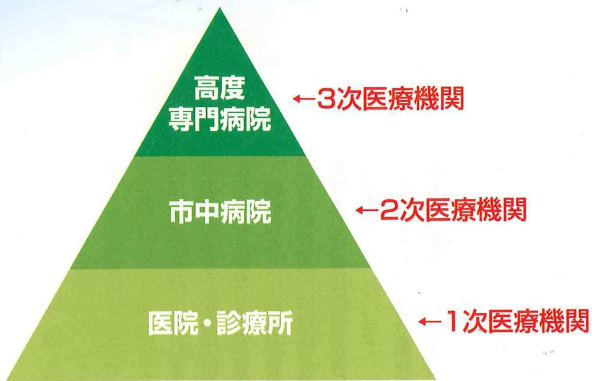 高度
専門病院
←3次医療機関
市中病院
←2次医療機関
医院・診療所
←1次医療機関